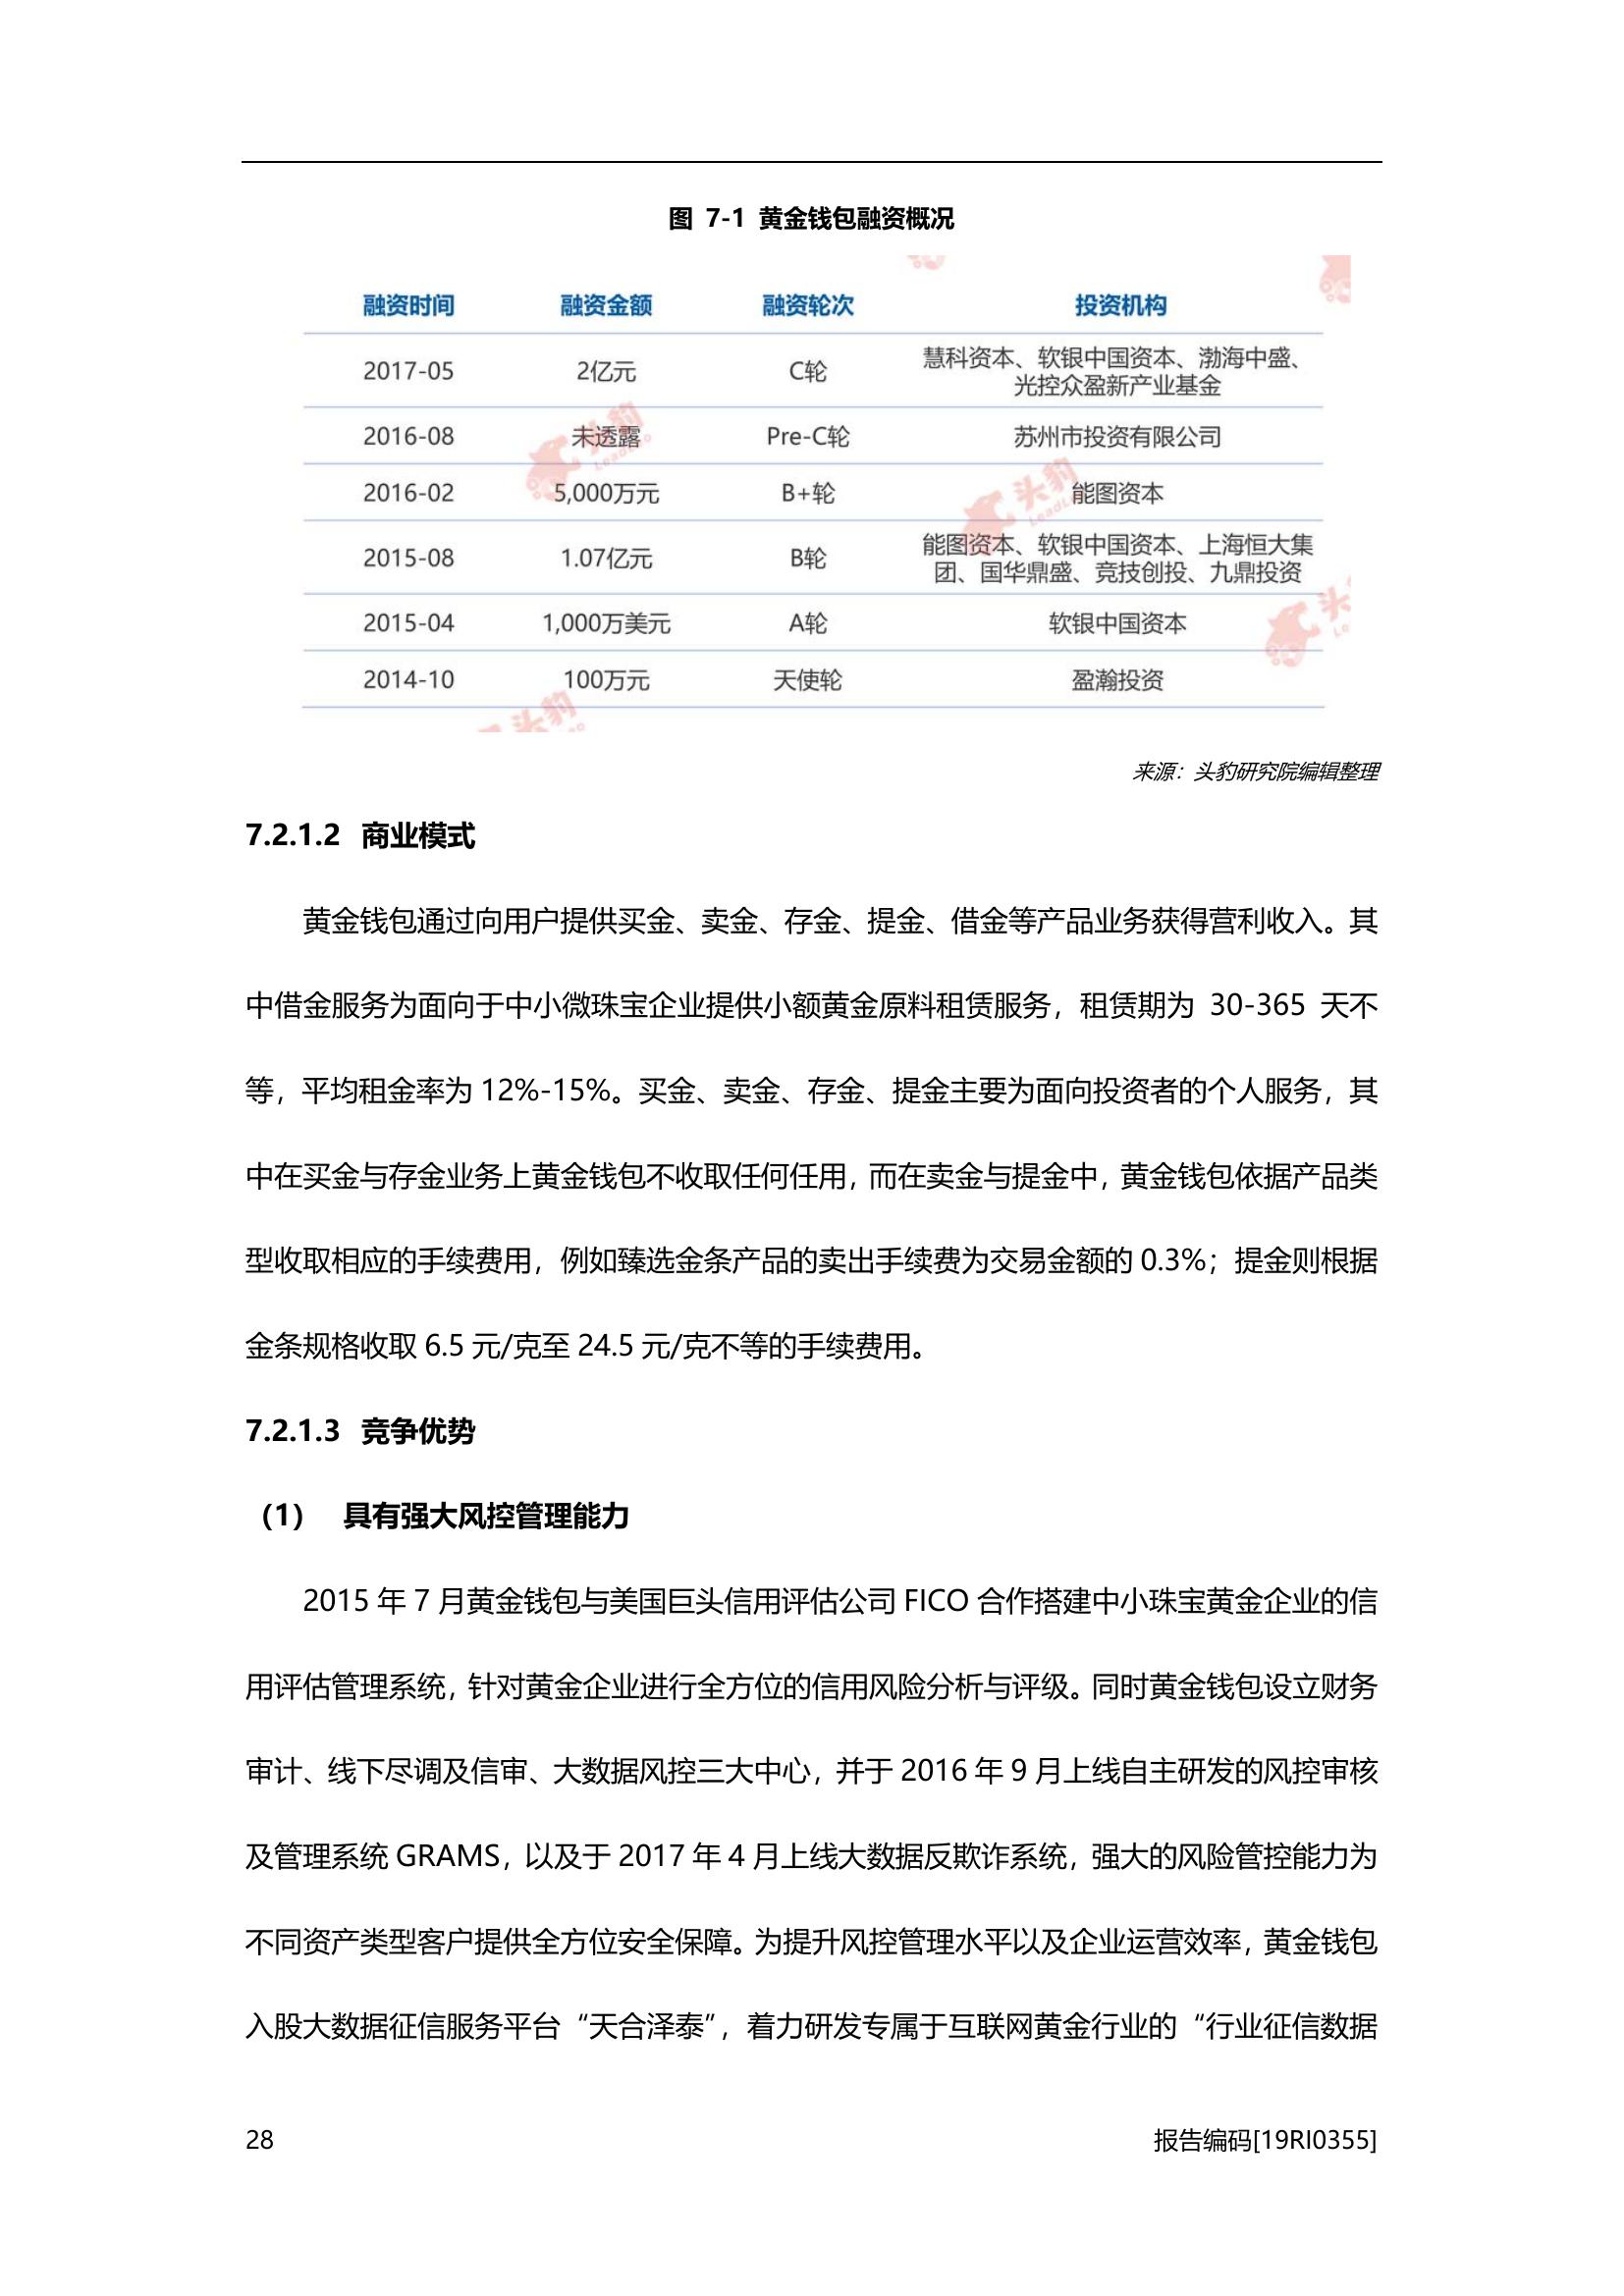 图 7-1 黄金钱包融资概况
融资时间 融资金额 融资轮次 投资机构
2017-05 2亿元 C轮 慧科资本、软银中国资本、渤海中盛、
光控众盈新产业基金
2016-08 未透露 Pre-C轮 苏州市投资有限公司
2016-02 5,000万元 B+轮 能图资本
2015-08 1.07亿元 B轮 能图资本、软银中国资本、上海恒大集
团、国华鼎盛、竞技创投、九鼎投资
2015-04 1,000万美元 A轮 软银中国资本
2014-10 100万元 天使轮 盈瀚投资
头豹
头豹
头豹
来源：头豹研究院编辑整理
7.2.1.2 商业模式
黄金钱包通过向用户提供买金、卖金、存金、提金、借金等产品业务获得营利收入。其
中借金服务为面向于中小微珠宝企业提供小额黄金原料租赁服务，租赁期为 30-365 天不
等，平均租金率为 12%-15%。买金、卖金、存金、提金主要为面向投资者的个人服务，其
中在买金与存金业务上黄金钱包不收取任何任用，而在卖金与提金中，黄金钱包依据产品类
型收取相应的手续费用，例如臻选金条产品的卖出手续费为交易金额的 0.3%；提金则根据
金条规格收取 6.5 元/克至 24.5 元/克不等的手续费用。
7.2.1.3 竞争优势
（1） 具有强大风控管理能力
2015 年 7 月黄金钱包与美国巨头信用评估公司 FICO 合作搭建中小珠宝黄金企业的信
用评估管理系统，针对黄金企业进行全方位的信用风险分析与评级。同时黄金钱包设立财务
审计、线下尽调及信审、大数据风控三大中心，并于 2016 年 9 月上线自主研发的风控审核
及管理系统 GRAMS，以及于 2017 年 4 月上线大数据反欺诈系统，强大的风险管控能力为
不同资产类型客户提供全方位安全保障。为提升风控管理水平以及企业运营效率，黄金钱包
入股大数据征信服务平台“天合泽泰”，着力研发专属于互联网黄金行业的“行业征信数据
28 报告编码[19RI0355]